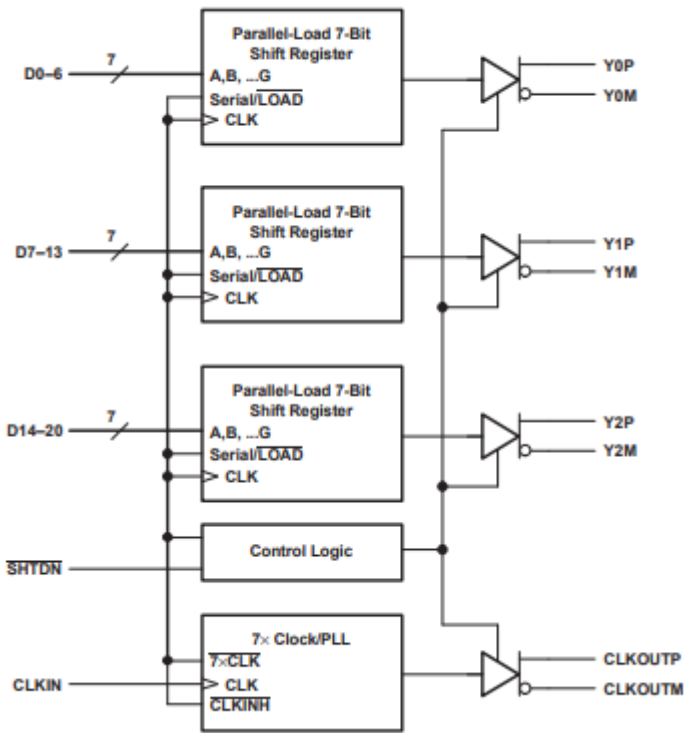 Parallel-Load 7-Bit
Shift Register
7
D0–6
A,B, ...G
Serial/LOAD
CLK
Y0P
Y0M
Parallel-Load 7-Bit
Shift Register
7
D7–13
A,B, ...G
Serial/LOAD
CLK
Y1P
Y1M
Parallel-Load 7-Bit
Shift Register
7
D14–20
A,B, ...G
Serial/LOAD
CLK
Y2P
Y2M
Control Logic
SHTDN
7× Clock/PLL
7×CLK
CLKIN
CLK
CLKINH
CLKOUTP
CLKOUTM